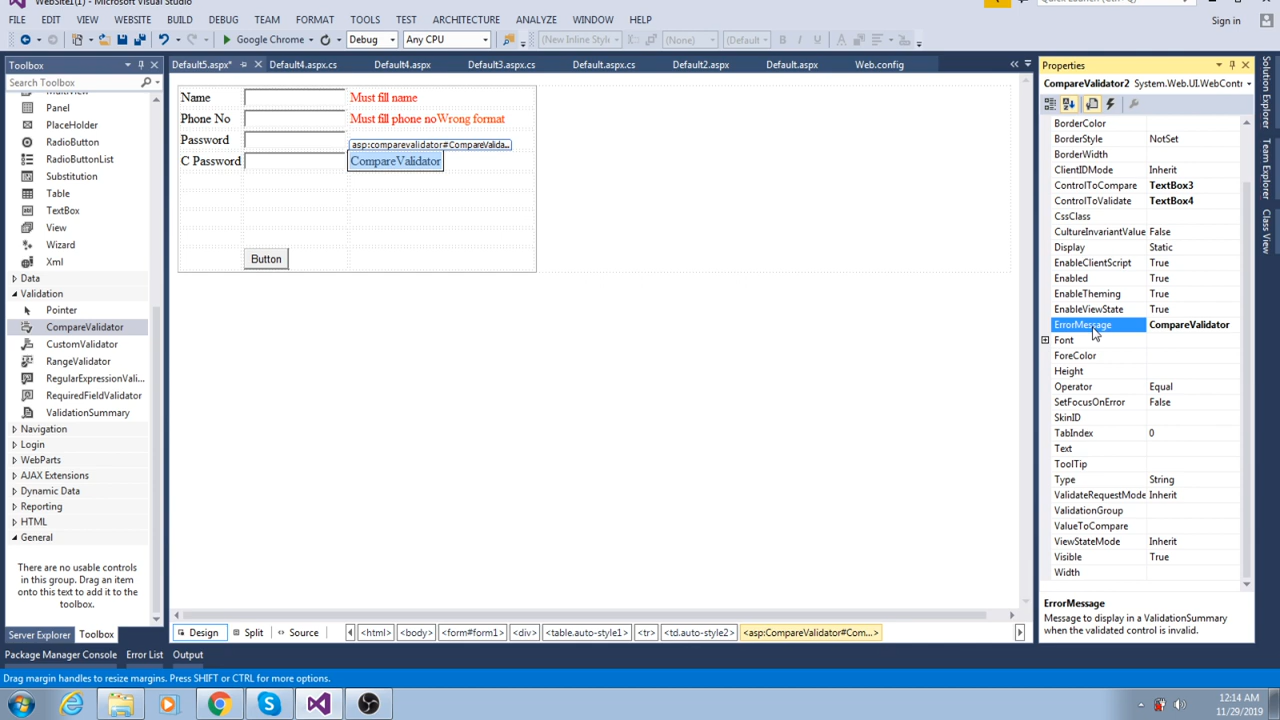 WebSite1(1) - Microsoft Visual Studio
Quick Launch (Ctrl+Q)
FILE EDIT VIEW WEBSITE BUILD DEBUG TEAM FORMAT TOOLS TEST ARCHITECTURE ANALYZE WINDOW HELP
Sign in
Google Chrome Debug Any CPU (New Inline Style) (None) (Default)
Toolbox
Search Toolbox
MultiView
Panel
PlaceHolder
RadioButton
RadioButtonList
Substitution
Table
TextBox
View
Wizard
Xml
Data
Validation
Pointer
CompareValidator
CustomValidator
RangeValidator
RegularExpressionVali...
RequiredFieldValidator
ValidationSummary
Navigation
Login
WebParts
AJAX Extensions
Dynamic Data
Reporting
HTML
General
There are no usable controls
in this group. Drag an item
onto this text to add it to the
toolbox.
Server Explorer Toolbox
Default5.aspx* Default4.aspx.cs Default4.aspx Default3.aspx.cs Default2.aspx Default.aspx.cs Default.aspx Web.config
Name Must fill name
Phone No Must fill phone noWrong format
Password
asp:comparevalidator#CompareValida...
C Password CompareValidator
Button
Design Split Source <html> <body> <form#form1> <div> <table.auto-style1> <tr> <td.auto-style2> <asp:CompareValidator#Com...>
Properties
CompareValidator2 System.Web.UI.WebContr
BorderColor
BorderStyle NotSet
BorderWidth
ClientIDMode Inherit
ControlToCompare TextBox3
ControlToValidate TextBox4
CssClass
CultureInvariantValue False
Display Static
EnableClientScript True
Enabled True
EnableTheming True
EnableViewState True
ErrorMessage CompareValidator
Font
ForeColor
Height
Operator Equal
SetFocusOnError False
SkinID
TabIndex 0
Text
ToolTip
Type String
ValidateRequestMode Inherit
ValidationGroup
ValueToCompare
ViewStateMode Inherit
Visible True
Width
ErrorMessage
Message to display in a ValidationSummary
when the validated control is invalid.
Solution Explorer
Team Explorer
Class View
Package Manager Console Error List Output
Drag margin handles to resize margins. Press SHIFT or CTRL for more options.
12:14 AM
11/29/2019